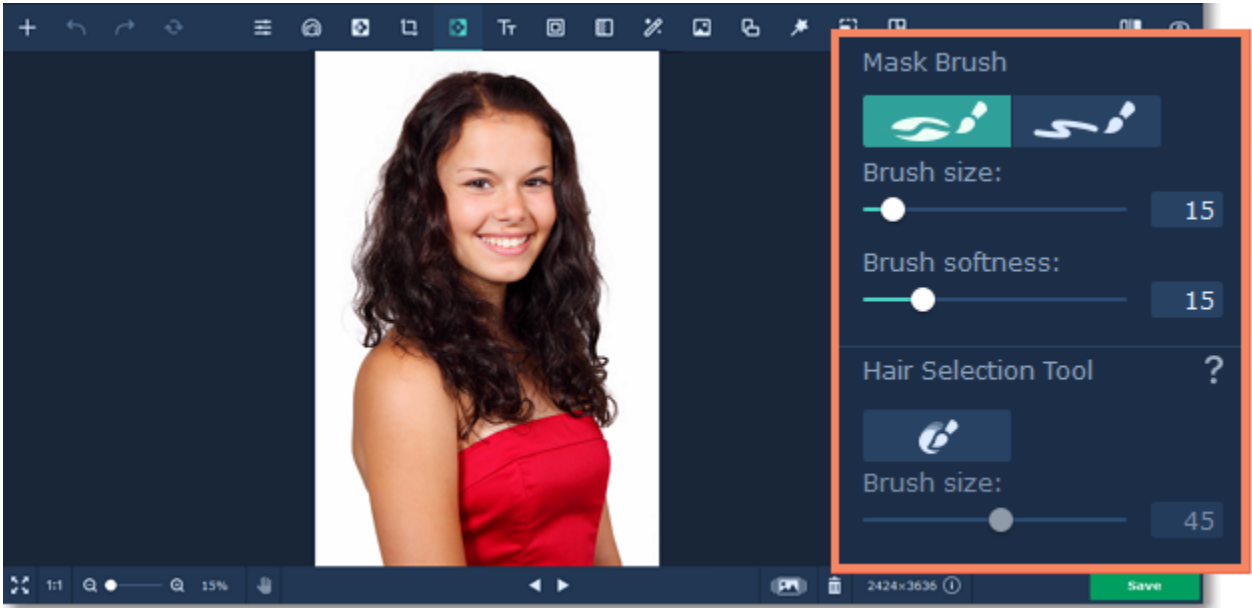 Tт
Mask Brush
Brush size:
15
Brush softness:
15
Hair Selection Tool ?
Brush size:
45
1:1
15%
2424×3636
Save